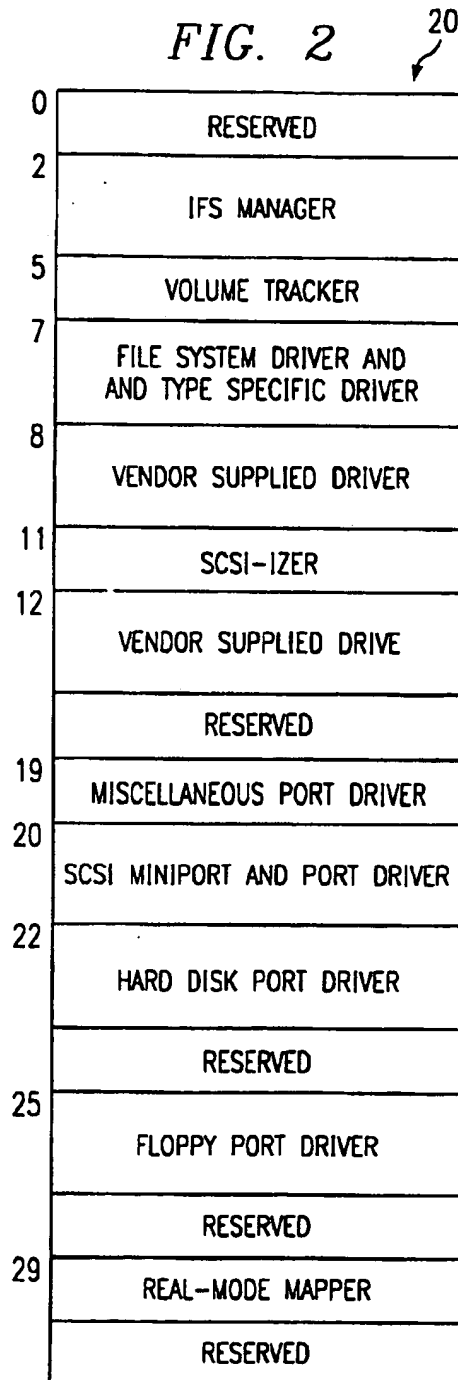 FIG. 2
20
0
RESERVED
2
IFS MANAGER
5
VOLUME TRACKER
7
FILE SYSTEM DRIVER AND
AND TYPE SPECIFIC DRIVER
8
VENDOR SUPPLIED DRIVER
11
SCSI-IZER
12
VENDOR SUPPLIED DRIVE
RESERVED
19
MISCELLANEOUS PORT DRIVER
20
SCSI MINIPORT AND PORT DRIVER
22
HARD DISK PORT DRIVER
RESERVED
25
FLOPPY PORT DRIVER
RESERVED
29
REAL-MODE MAPPER
RESERVED